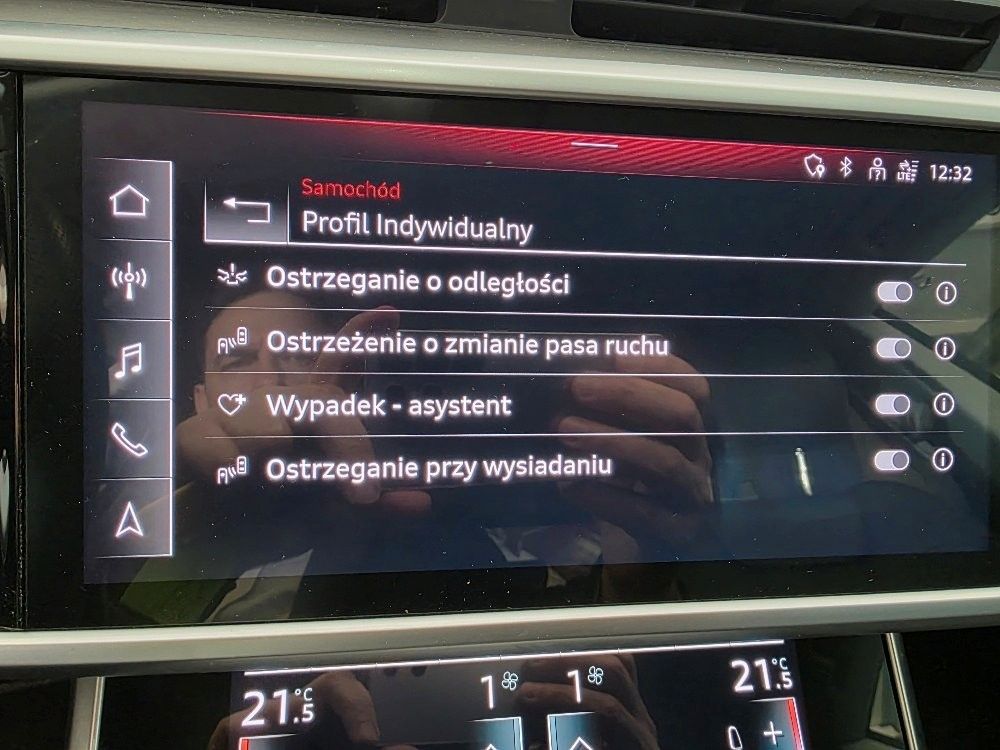 LTE 12:32
Samochód
Profil Indywidualny
Ostrzeganie o odległości
Ostrzeżenie o zmianie pasa ruchu
Wypadek - asystent
Ostrzeganie przy wysiadaniu
21.5 °C 1 1 21.5 °C
+